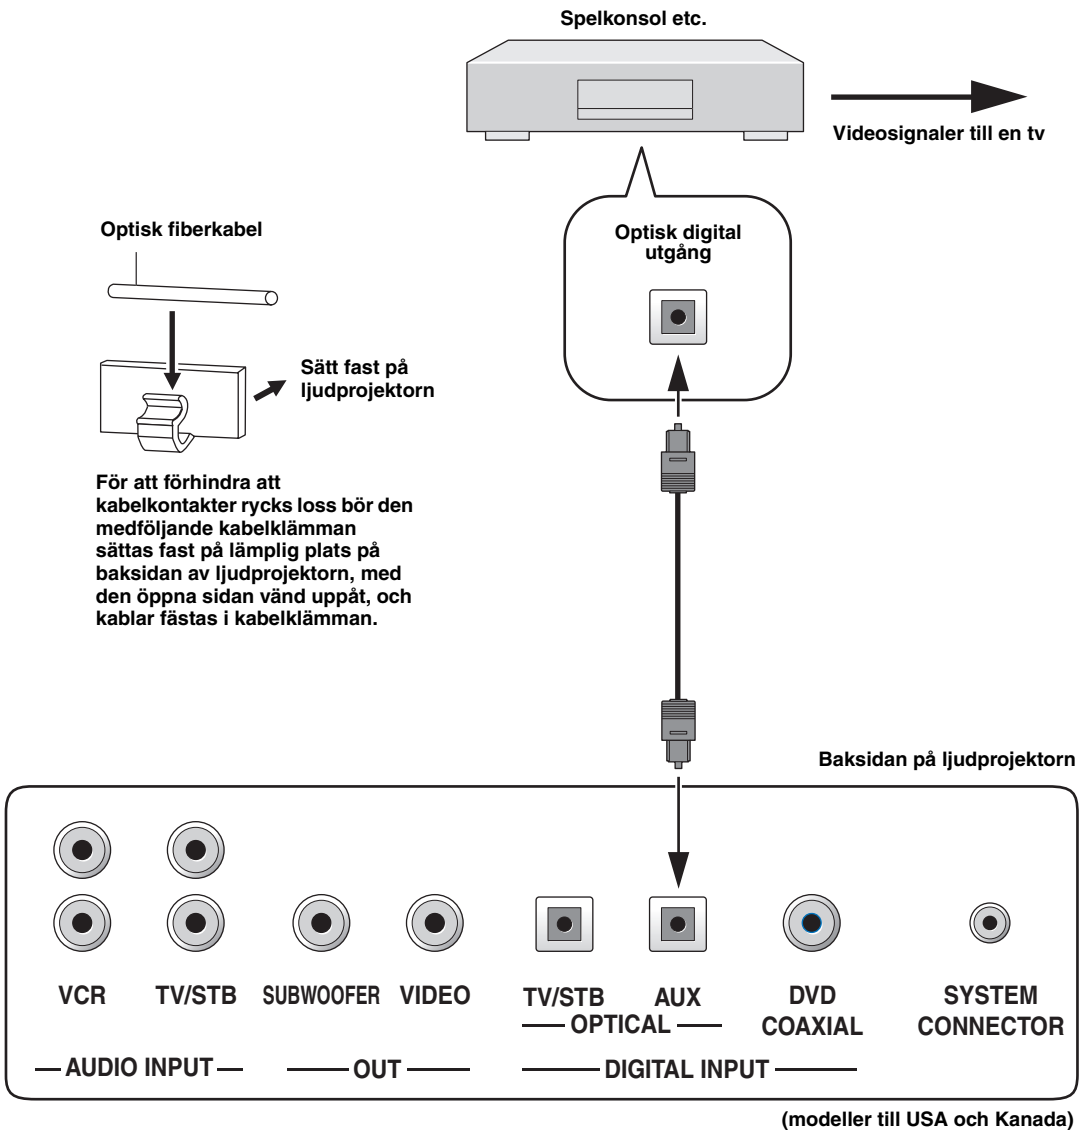 Spelkonsol etc.
Videosignaler till en tv
Optisk digital
utgång
Optisk fiberkabel
Sätt fast på
ljudprojektorn
För att förhindra att
kabelkontakter rycks loss bör den
medföljande kabelklämman
sättas fast på lämplig plats på
baksidan av ljudprojektorn, med
den öppna sidan vänd uppåt, och
kablar fästas i kabelklämman.
Baksidan på ljudprojektorn
VCR TV/STB SUBWOOFER VIDEO TV/STB AUX DVD SYSTEM
OPTICAL COAXIAL CONNECTOR
AUDIO INPUT OUT DIGITAL INPUT
(modeller till USA och Kanada)